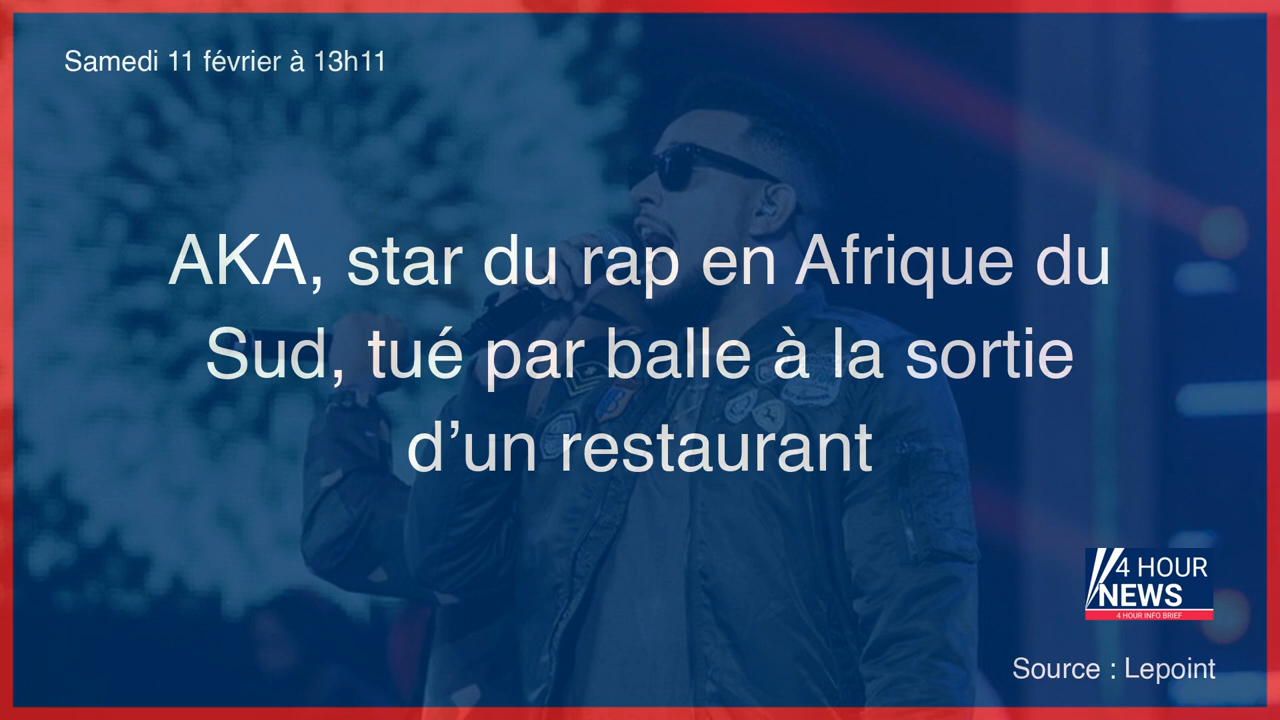 Samedi 11 février à 13h11
AKA, star du rap en Afrique du
Sud, tué par balle à la sortie
d’un restaurant
4 HOUR
NEWS
4 HOUR INFO BRIEF
Source : Lepoint